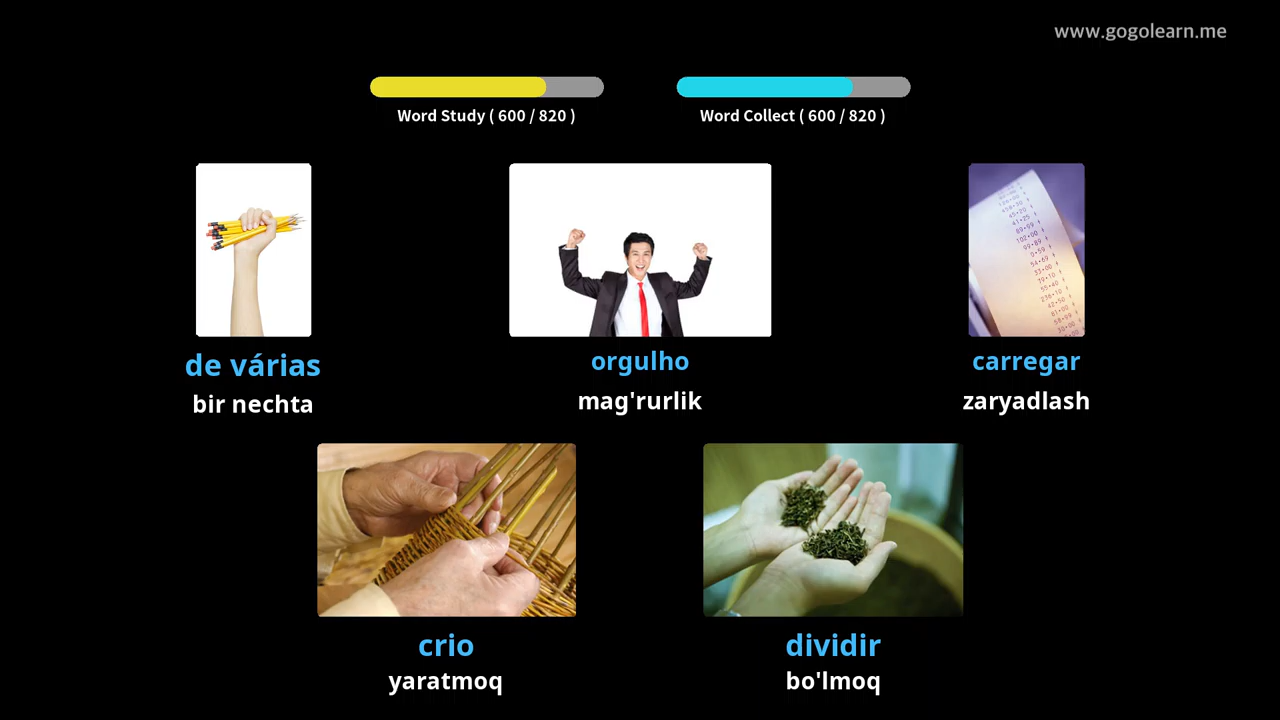 www.gogolearn.me
Word Study ( 600 / 820 )
Word Collect ( 600 / 820 )
de várias
bir nechta
orgulho
mag'rurlik
carregar
zaryadlash
crio
yaratmoq
dividir
bo'lmoq